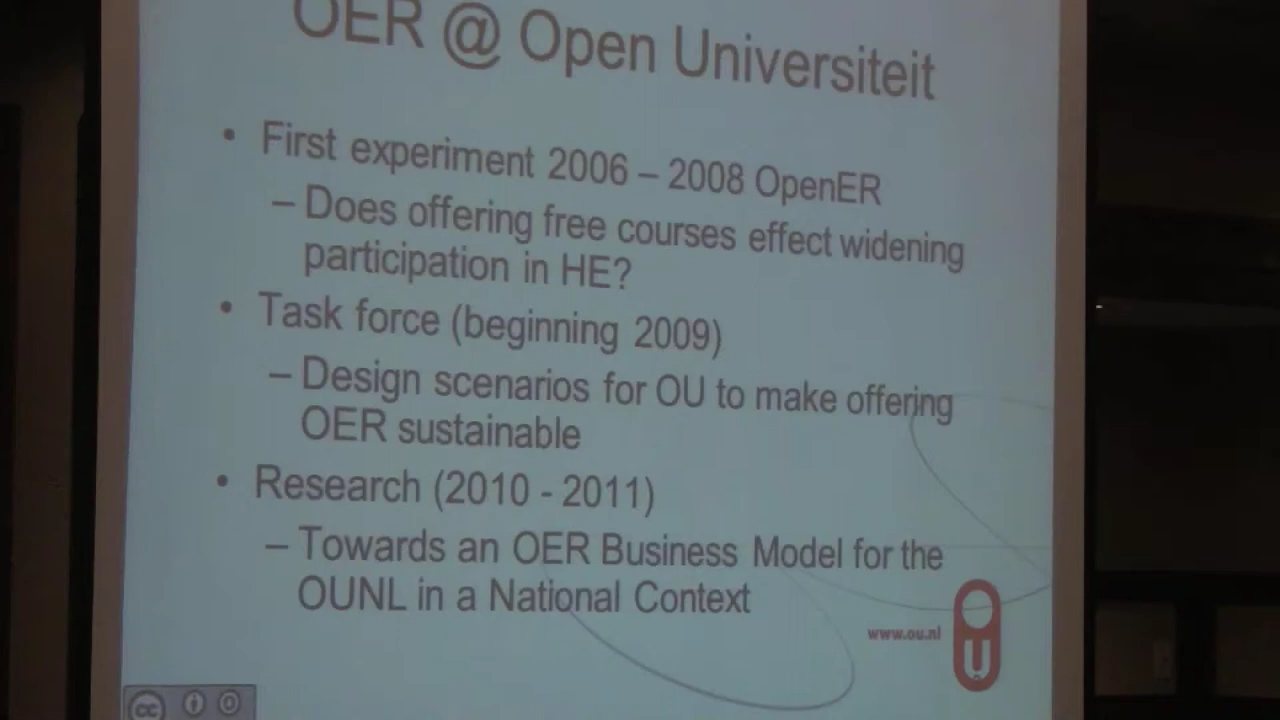 OER @ Open Universiteit
• First experiment 2006 – 2008 OpenER
– Does offering free courses effect widening
participation in HE?
• Task force (beginning 2009)
– Design scenarios for OU to make offering
OER sustainable
• Research (2010 - 2011)
– Towards an OER Business Model for the
OUNL in a National Context
www.ou.nl
OU
cc